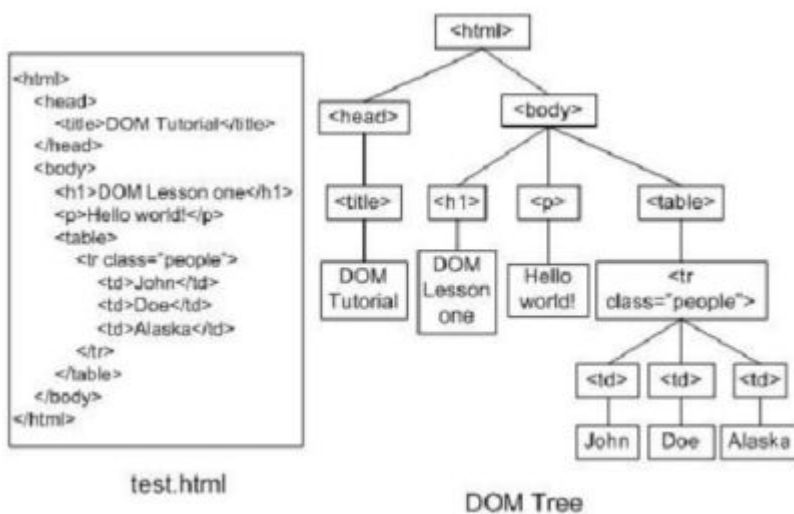 <html>
<head>
<title>DOM Tutorial</title>
</head>
<body>
<h1>DOM Lesson one</h1>
<p>Hello world!</p>
<table>
<tr class="people">
<td>John</td>
<td>Doe</td>
<td>Alaska</td>
</tr>
</table>
</body>
</html>
test.html
<html>
<head>
<body>
<title>
<h1>
<p>
<table>
DOM
Tutorial
DOM
Lesson
one
Hello
world!
<tr
class="people">
<td>
<td>
<td>
John
Doe
Alaska
DOM Tree